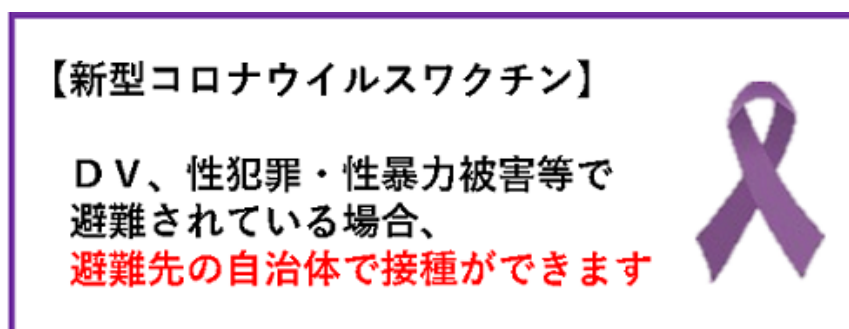 【新型コロナウイルスワクチン】
ＤＶ、性犯罪・性暴力被害等で
避難されている場合、
避難先の自治体で接種ができます